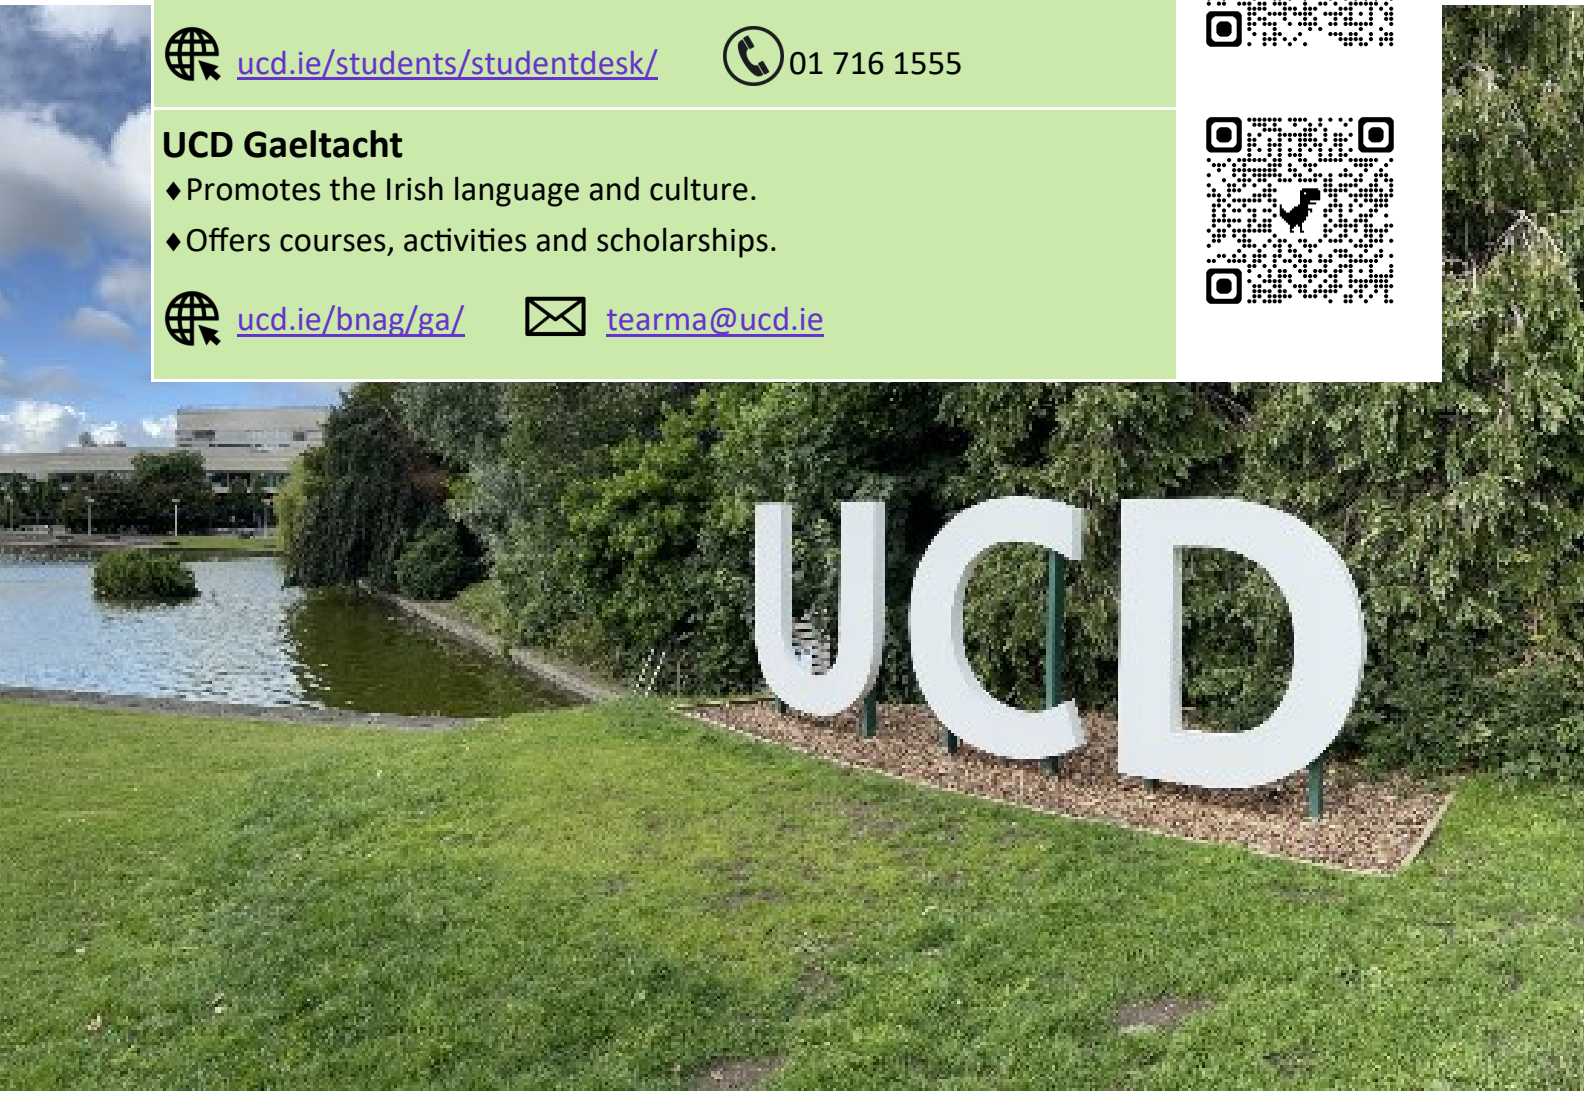 ucd.ie/students/studentdesk/ 01 716 1555
UCD Gaeltacht
♦Promotes the Irish language and culture.
♦Offers courses, activities and scholarships.
ucd.ie/bnag/ga/ tearma@ucd.ie
UCD